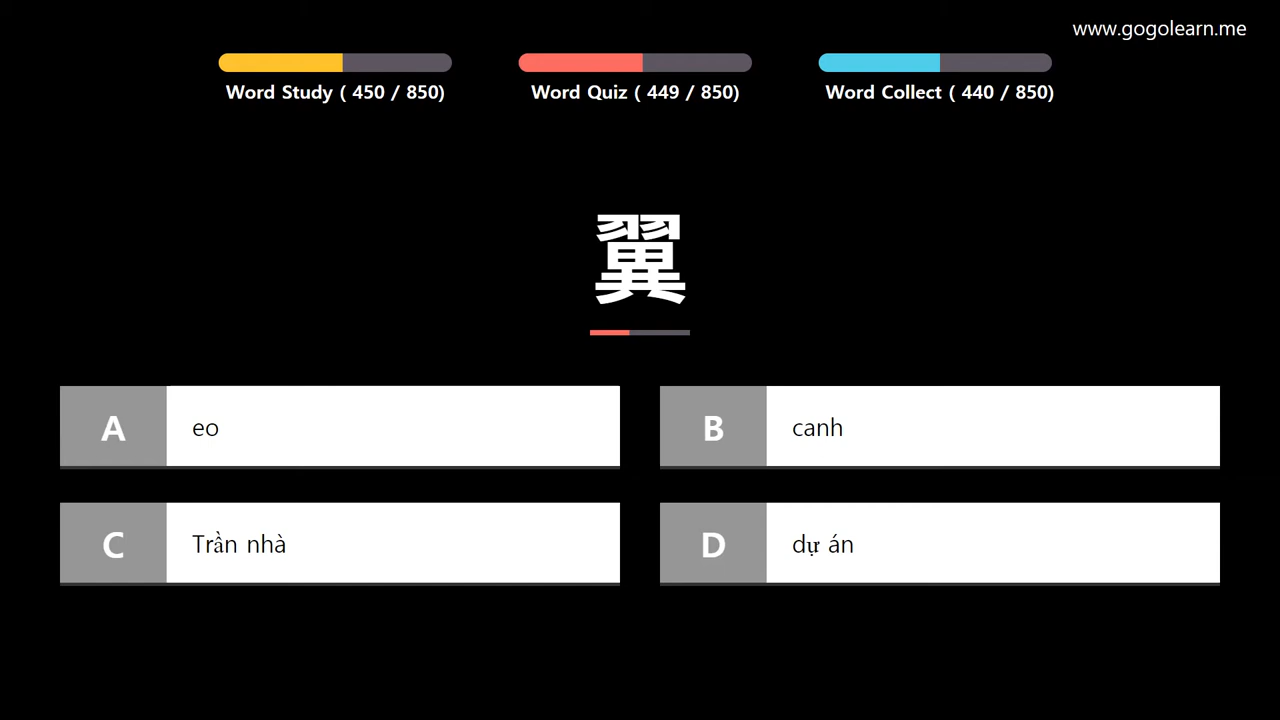 www.gogolearn.me
Word Study ( 450 / 850)
Word Quiz ( 449 / 850)
Word Collect ( 440 / 850)
翼
A eo
B canh
C Trần nhà
D dự án